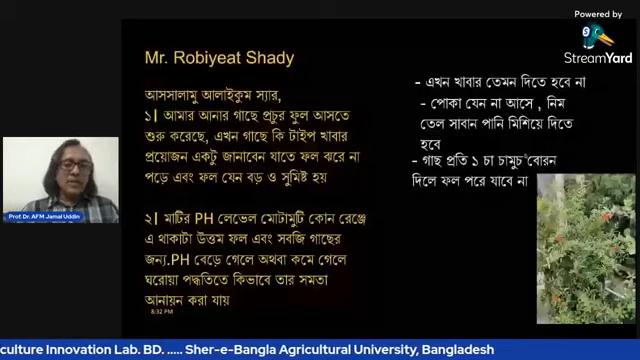 Powered by
StreamYard
Mr. Robiyeat Shady
আসসালামু আলাইকুম স্যার,
১| আমার আনার গাছে প্রচুর ফুল আসতে
শুরু করেছে, এখন গাছে কি টাইপ খাবার
প্রয়োজন একটু জানাবেন যাতে ফল ঝরে না
পড়ে এবং ফল যেন বড় ও সুমিষ্ট হয়
২| মাটির PH লেভেল মোটামুটি কোন রেঞ্জে
এ থাকাটা উত্তম ফল এবং সবজি গাছের
জন্য.PH বেড়ে গেলে অথবা কমে গেলে
ঘরোয়া পদ্ধতিতে কিভাবে তার সমতা
আনায়ন করা যায়
8:32 PM
- এখন খাবার তেমন দিতে হবে না
- পোকা যেন না আসে , নিম
তেল সাবান পানি মিশিয়ে দিতে
হবে
- গাছ প্রতি ১ চা চামুচ বোরন
দিলে ফল পরে যাবে না
Prof. Dr. AFM Jamal Uddin
culture Innovation Lab. BD. ..... Sher-e-Bangla Agricultural University, Bangladesh